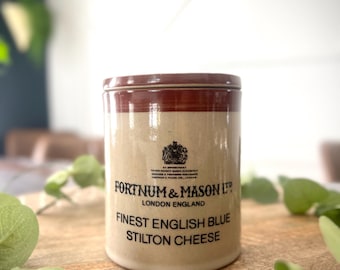 FORTNUM & MASON LTD.
LONDON ENGLAND
FINEST ENGLISH BLUE
STILTON CHEESE